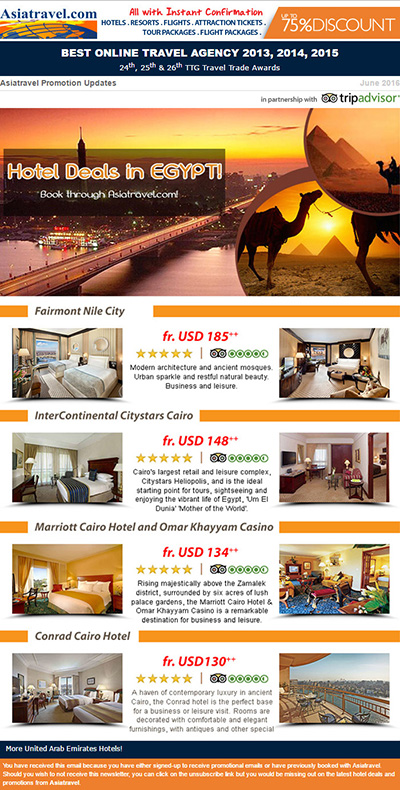 Asiatravel.com
All with Instant Confirmation
HOTELS . RESORTS . FLIGHTS . ATTRACTION TICKETS .
TOUR PACKAGES . FLIGHT PACKAGES .
UP TO 75% DISCOUNT
BEST ONLINE TRAVEL AGENCY 2013, 2014, 2015
24th, 25th & 26th TTG Travel Trade Awards
Asiatravel Promotion Updates
June 2016
in partnership with tripadvisor
Hotel Deals in EGYPT!
Book through Asiatravel.com!
Fairmont Nile City
fr. USD 185++
Modern architecture and ancient mosques.
Urban sparkle and restful natural beauty.
Business and leisure.
InterContinental Citystars Cairo
fr. USD 148++
Cairo's largest retail and leisure complex,
Citystars Heliopolis, and is the ideal
starting point for tours, sightseeing and
enjoying the vibrant life of Egypt, 'Um El
Dunia' 'Mother of the World'.
Marriott Cairo Hotel and Omar Khayyam Casino
fr. USD 134++
Rising majestically above the Zamalek
district, surrounded by six acres of lush
palace gardens, the Marriott Cairo Hotel &
Omar Khayyam Casino is a remarkable
destination for business and leisure.
Conrad Cairo Hotel
fr. USD130++
A haven of contemporary luxury in ancient
Cairo, the Conrad hotel is the perfect base
for a business or leisure visit. Rooms are
decorated with comfortable and elegant
furnishings, with antiques and other special
More United Arab Emirates Hotels!
You have received this email because you have either signed-up to receive promotional emails or have previously booked with Asiatravel.
Should you wish to not receive this newsletter, you can click on the unsubscribe link but you would be missing out on the latest hotel deals and
promotions from Asiatravel.